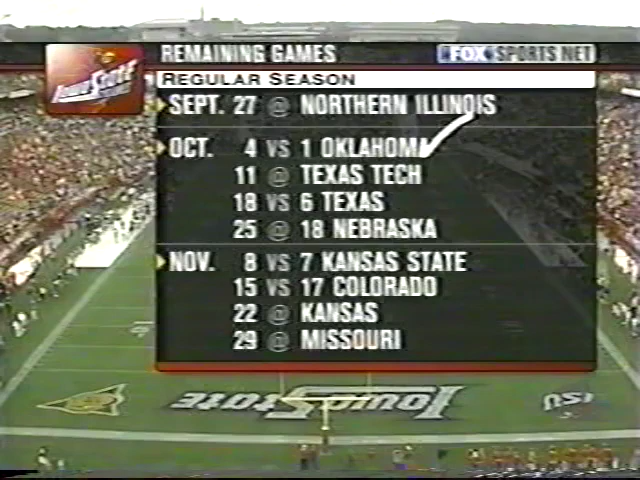 Iowa State
REMAINING GAMES
FOX SPORTS NET
REGULAR SEASON
SEPT. 27 @ NORTHERN ILLINOIS
OCT. 4 VS 1 OKLAHOMA
11 @ TEXAS TECH
18 VS 6 TEXAS
25 @ 18 NEBRASKA
NOV. 8 VS 7 KANSAS STATE
15 VS 17 COLORADO
22 @ KANSAS
29 @ MISSOURI
Iowa State
ISU